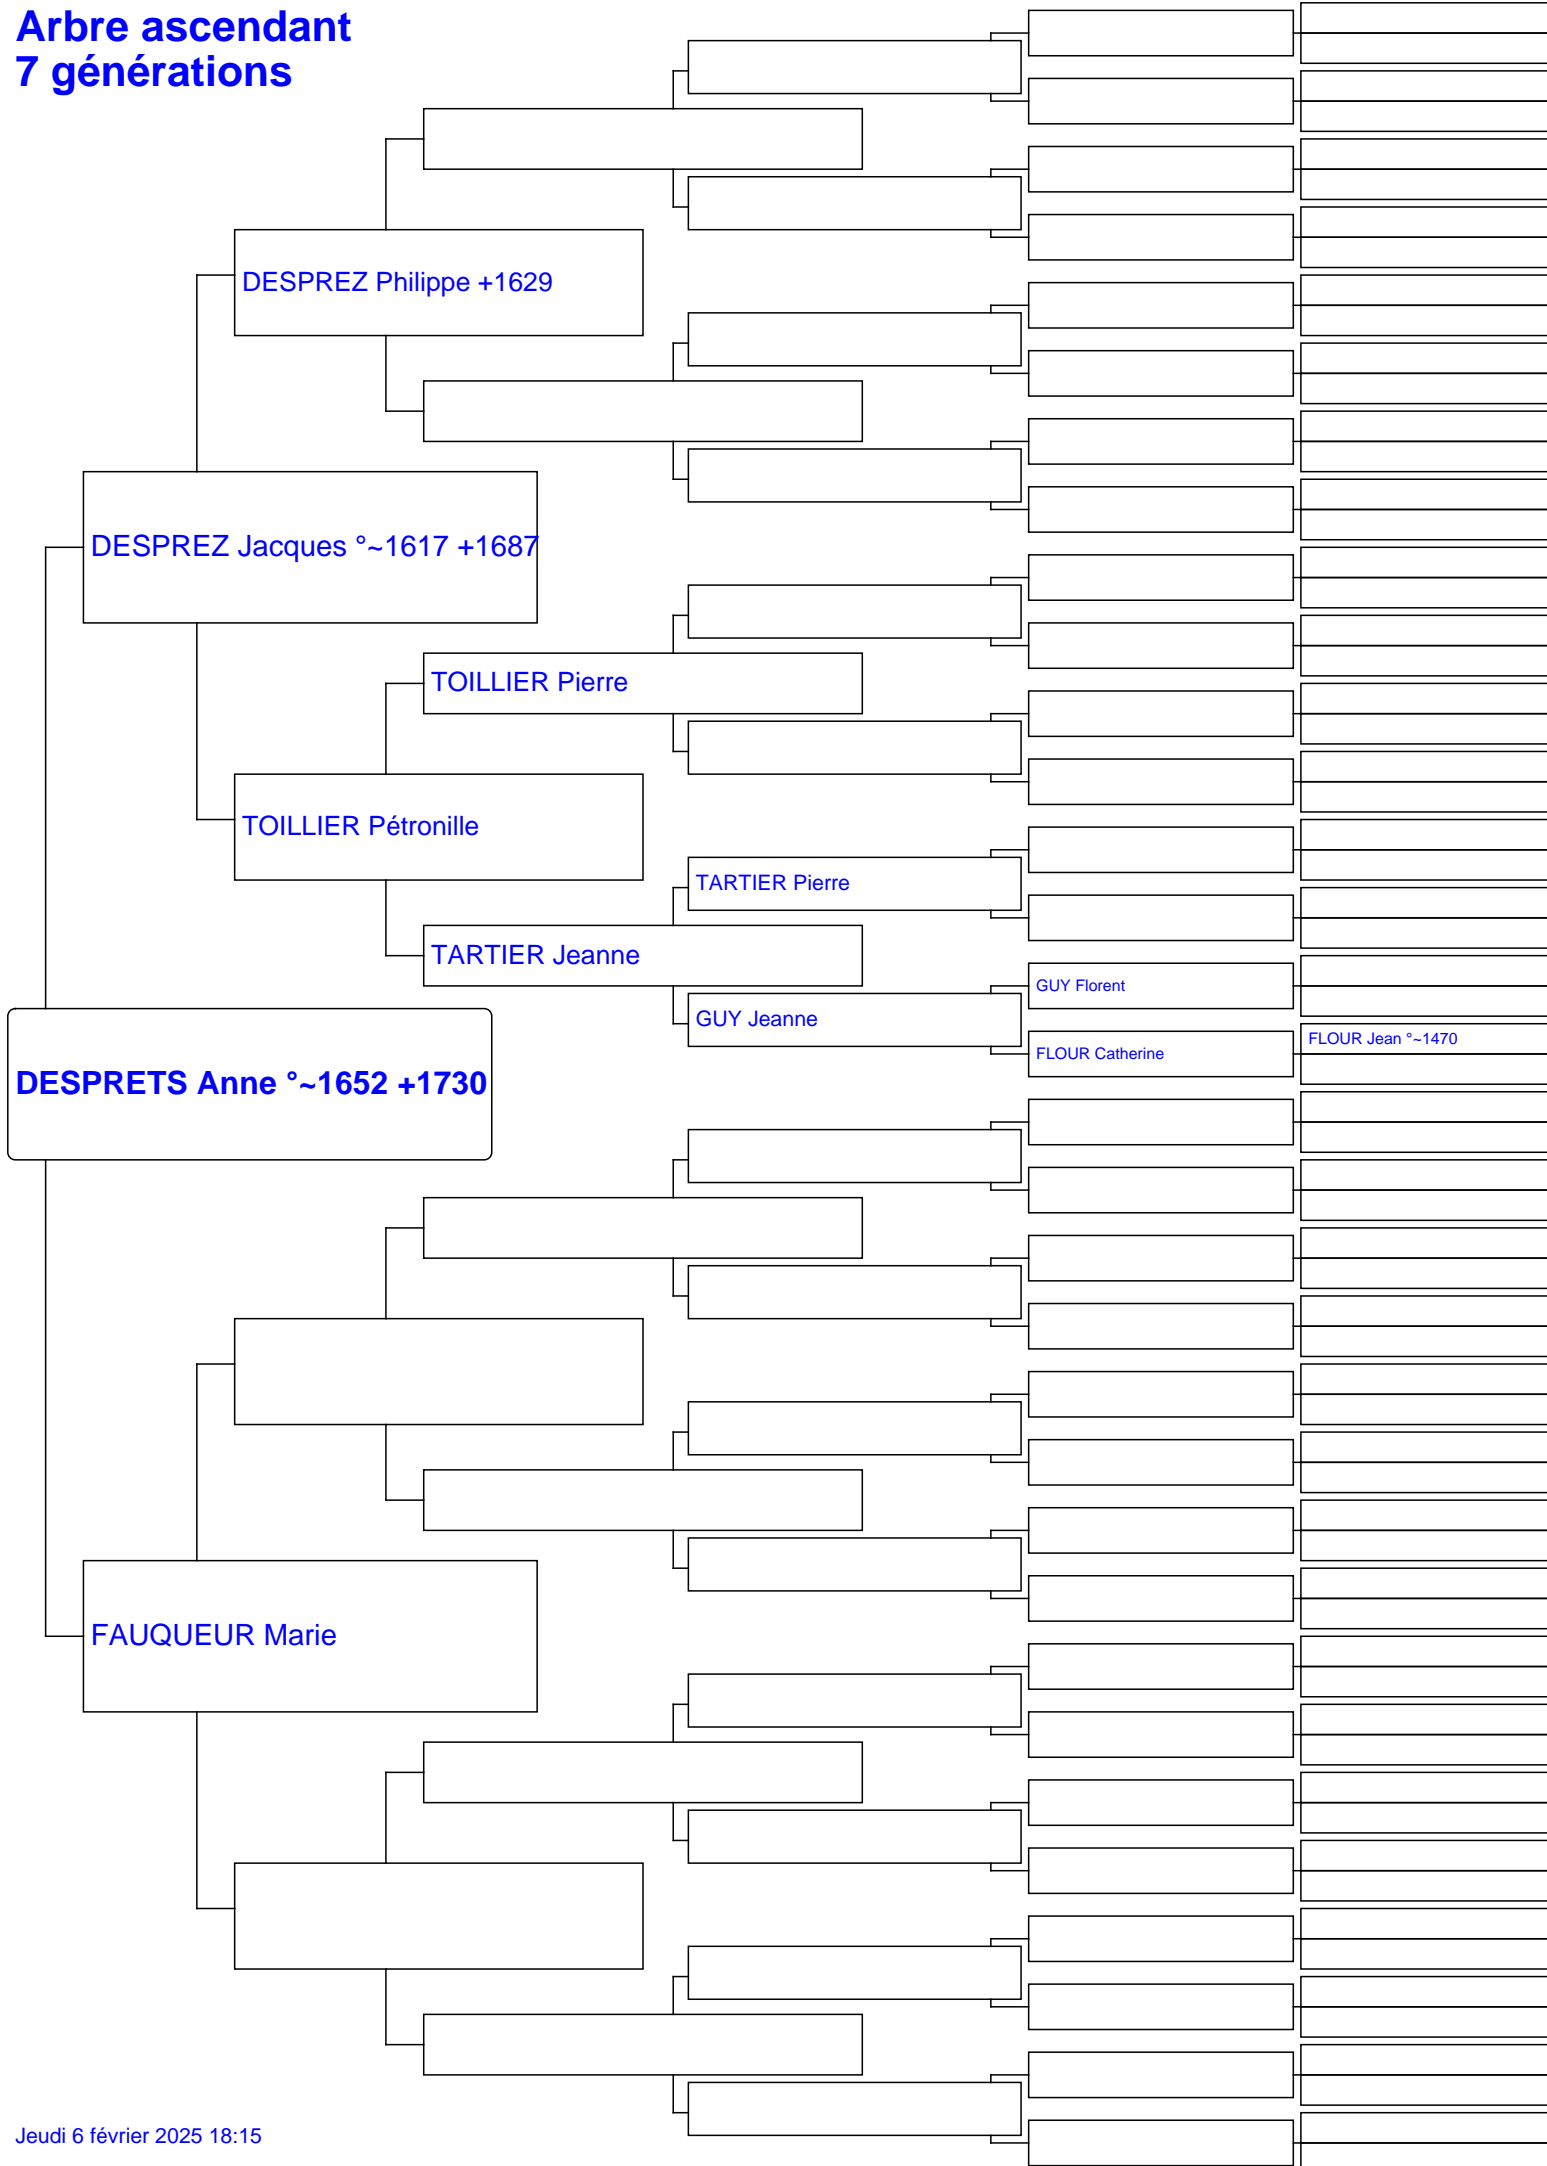 Arbre ascendant
7 générations
DESPREZ Philippe +1629
DESPREZ Jacques °~1617 +1687
TOILLIER Pierre
TOILLIER Pétronille
TARTIER Pierre
TARTIER Jeanne
GUY Florent
GUY Jeanne
FLOUR Jean °~1470
FLOUR Catherine
DESPRETS Anne °~1652 +1730
FAUQUEUR Marie
Jeudi 6 février 2025 18:15